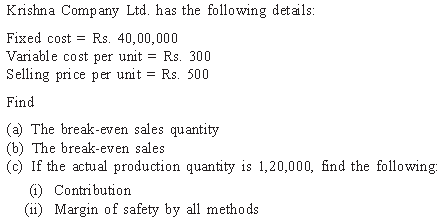 Krishna Company Ltd. has the following details:
Fixed cost = Rs. 40,00,000
Variable cost per unit = Rs. 300
Selling price per unit = Rs. 500
Find
(a) The break-even sales quantity
(b) The break-even sales
(c) If the actual production quantity is 1,20,000, find the following:
(i) Contribution
(ii) Margin of safety by all methods